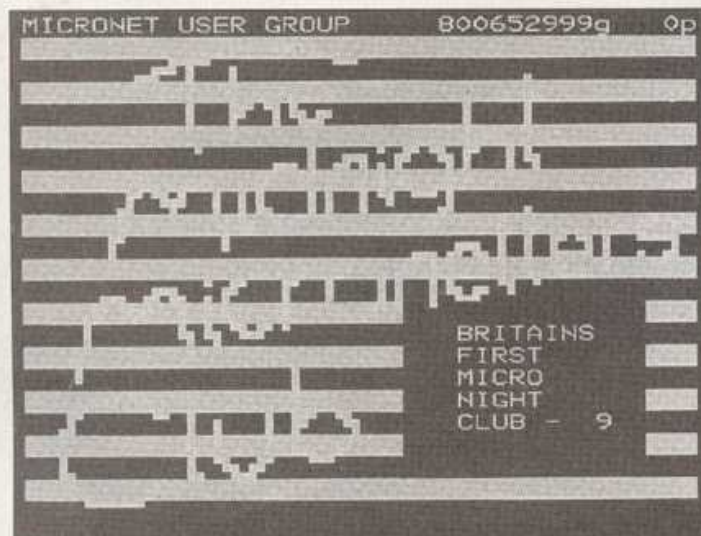 MICRONET USER GROUP 800652999g 0p
BRITAINS
FIRST
MICRO
NIGHT
CLUB - 9